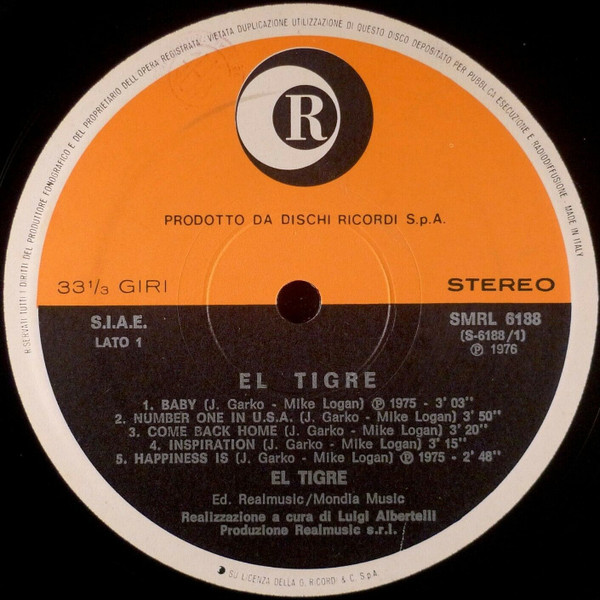 R·SERVATI TUTTI I DIRITTI DEL PRODUTTORE FONOGRAFICO E DEL PROPRIETARIO DELL'OPERA REGISTRATA. VIETATA DUPLICAZIONE UTILIZZAZIONE DI QUESTO DISCO DEPOSITATO PER PUBBLICA ESECUZIONE E RADIODIFFUSIONE. MADE IN ITALY
R
PRODOTTO DA DISCHI RICORDI S.p.A.
33 1/3 GIRI
STEREO
S.I.A.E.
SMRL 6188
LATO 1
(S-6188/1)
℗ 1976
EL TIGRE
1. BABY (J. Garko - Mike Logan) ℗ 1975 - 3' 03''
2. NUMBER ONE IN U.S.A. (J. Garko - Mike Logan) 3' 50''
3. COME BACK HOME (J. Garko - Mike Logan) 3' 20''
4. INSPIRATION (J. Garko - Mike Logan) 3' 15''
5. HAPPINESS IS (J. Garko - Mike Logan) ℗ 1975 - 2' 48''
EL TIGRE
Ed. Realmusic/Mondia Music
Realizzazione a cura di Luigi Albertelli
Produzione Realmusic s.r.l.
SU LICENZA DELLA G. RICORDI & C. SpA